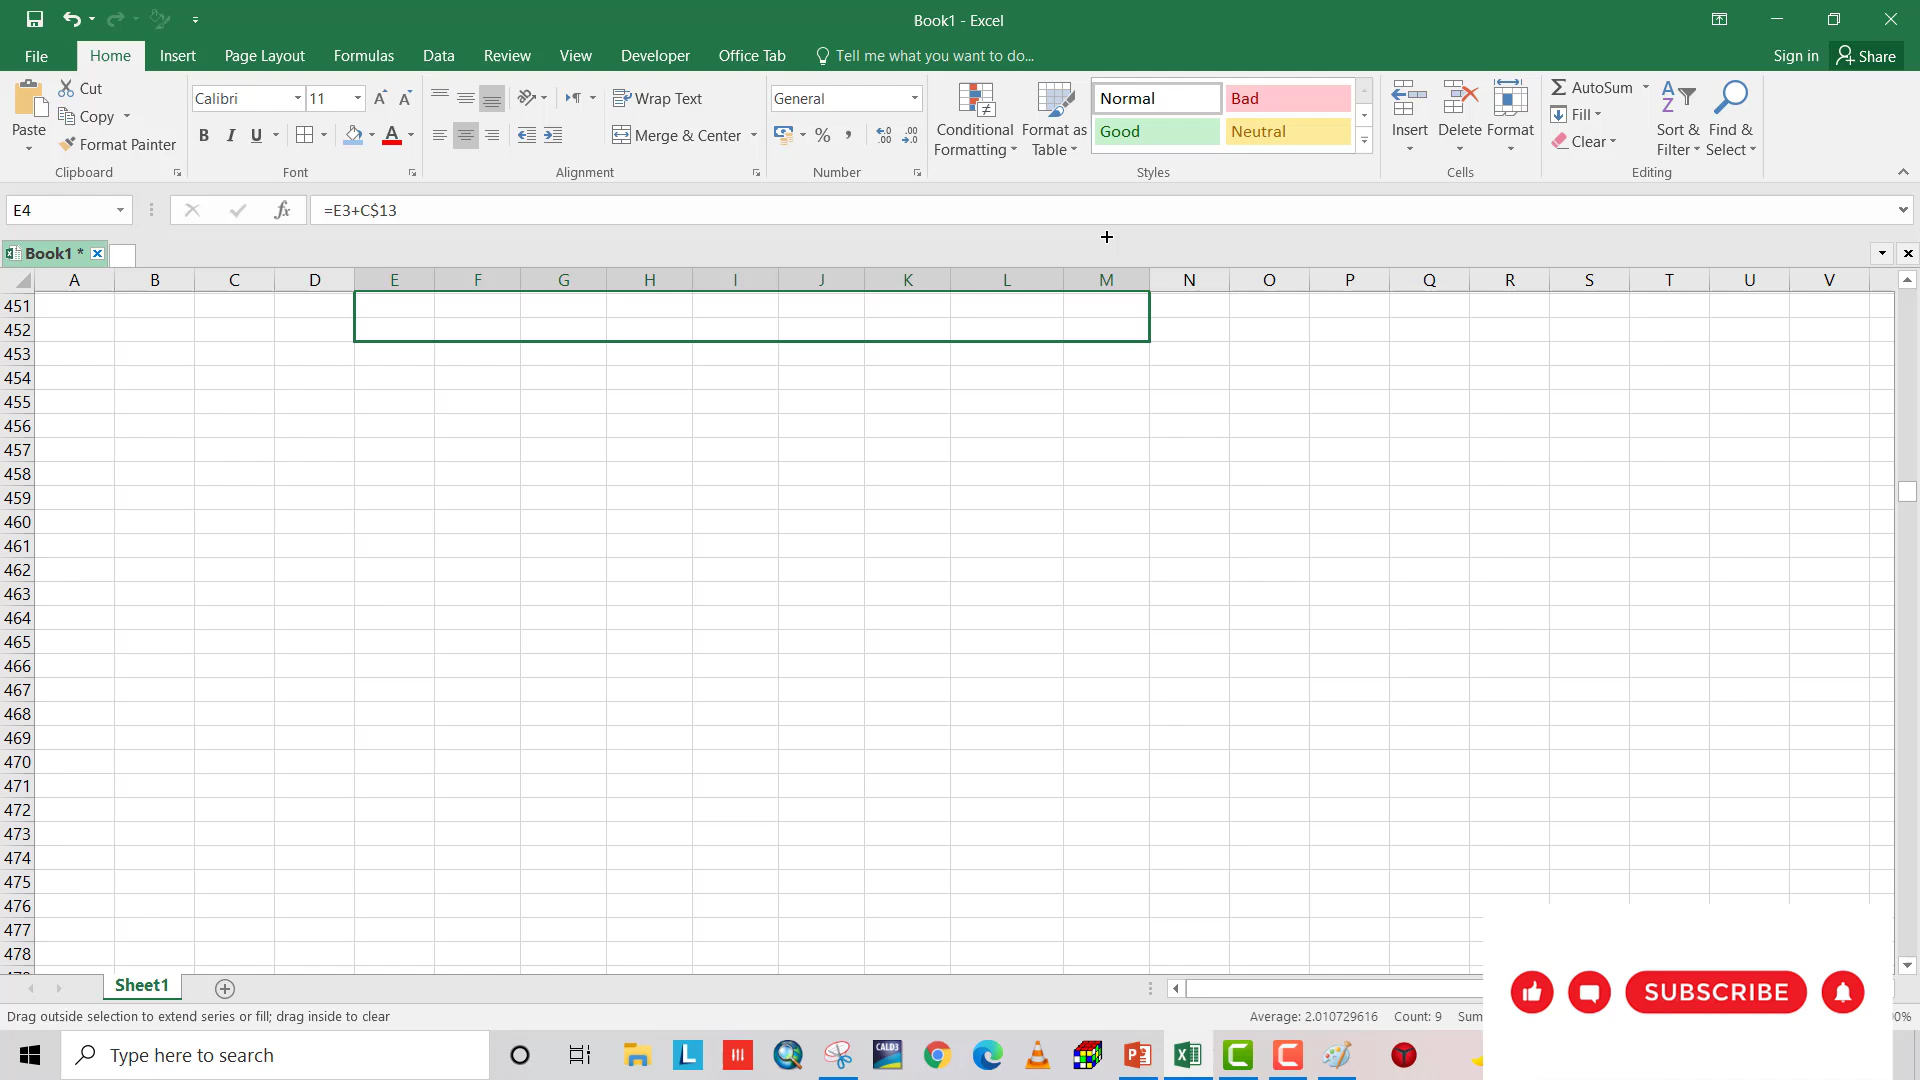 Book1 - Excel
File Home Insert Page Layout Formulas Data Review View Developer Office Tab Tell me what you want to do... Sign in Share
Paste Cut Copy Format Painter Clipboard
Calibri 11 B I U Font
Wrap Text Merge & Center Alignment
General % Number
Conditional Formatting Format as Table Normal Bad Good Neutral Styles
Insert Delete Format Cells
AutoSum Fill Clear Sort & Filter Find & Select Editing
E4 fx =E3+C$13
Book1 *
A B C D E F G H I J K L M N O P Q R S T U V
451
452
453
454
455
456
457
458
459
460
461
462
463
464
465
466
467
468
469
470
471
472
473
474
475
476
477
478
Sheet1
SUBSCRIBE
Drag outside selection to extend series or fill; drag inside to clear Average: 2.010729616 Count: 9
Type here to search